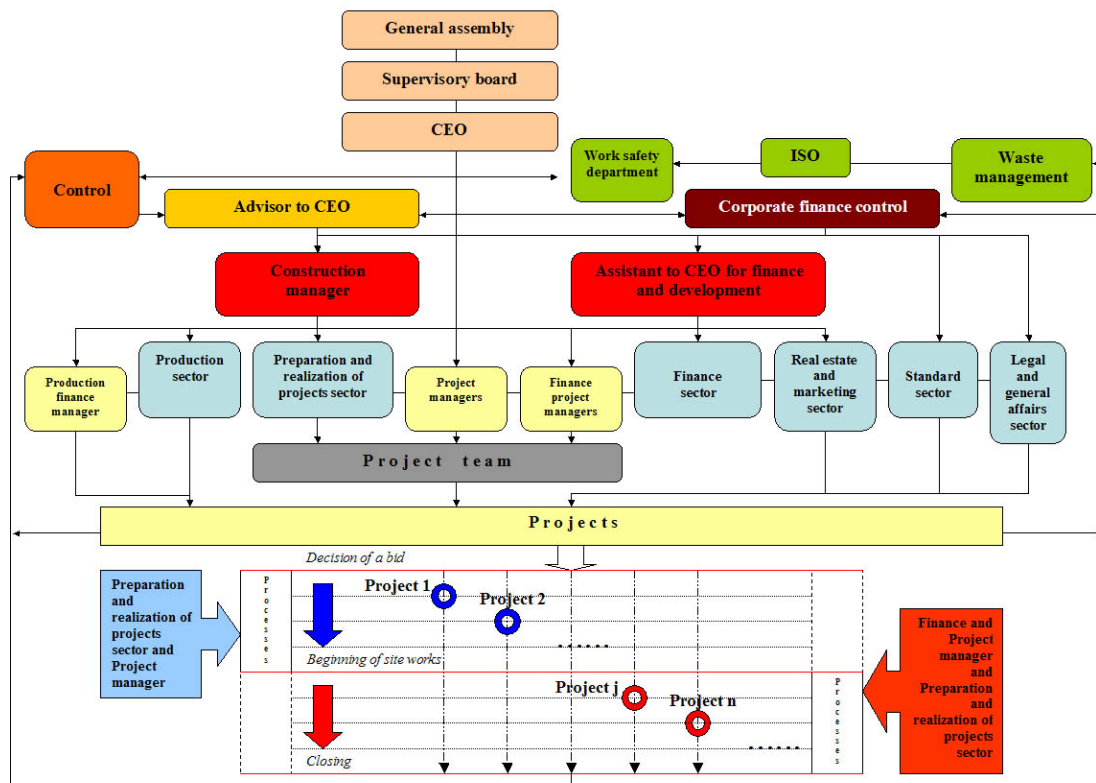 General assembly
Supervisory board
CEO
Control
Work safety
department
ISO
Waste
management
Advisor to CEO
Corporate finance control
Construction
manager
Assistant to CEO for finance
and development
Production
finance
manager
Production
sector
Preparation and
realization of
projects sector
Project
managers
Finance
project
managers
Finance
sector
Real estate
and
marketing
sector
Standard
sector
Legal
and
general
affairs
sector
Project team
Projects
Decision of a bid
Preparation
and
realization of
projects
sector and
Project
manager
Processes
Project 1
Project 2
......
Beginning of site works
Project j
Project n
......
Closing
Processes
Finance and
Project
manager
and
Preparation
and
realization of
projects
sector